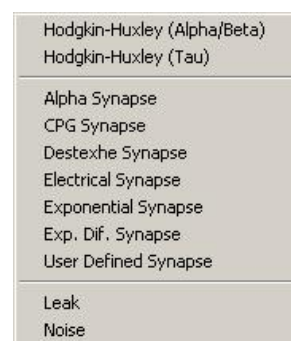 Hodgkin-Huxley (Alpha/Beta)
Hodgkin-Huxley (Tau)
Alpha Synapse
CPG Synapse
Destexhe Synapse
Electrical Synapse
Exponential Synapse
Exp. Dif. Synapse
User Defined Synapse
Leak
Noise